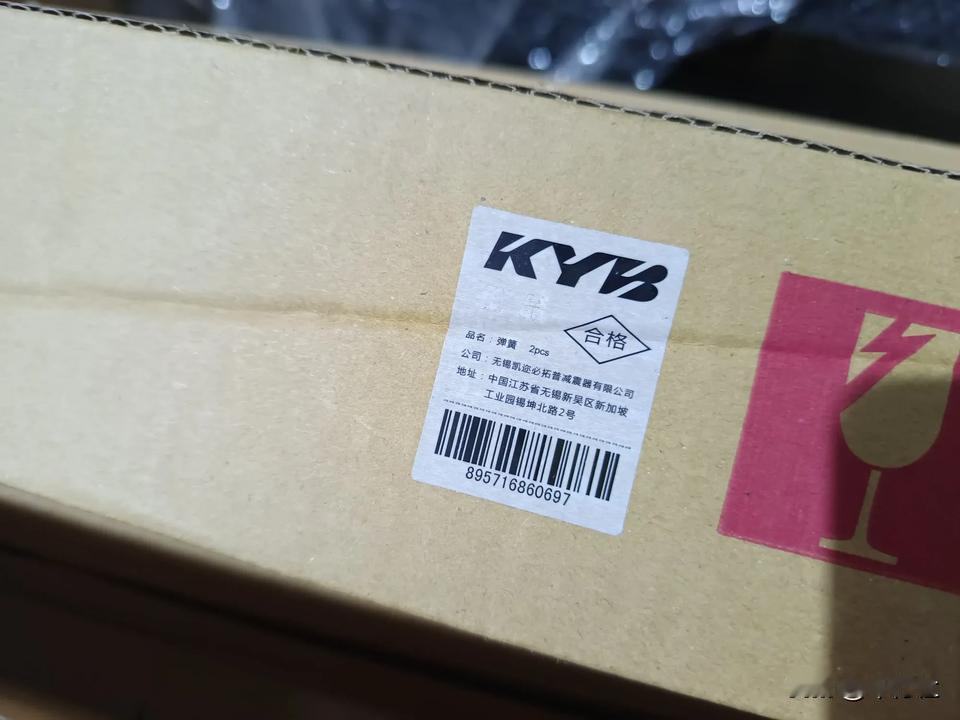 KYB
合格
品名：弹簧 2pcs
公司：无锡凯迩必拓普减震器有限公司
地址：中国江苏省无锡新吴区新加坡
工业园锡坤北路2号
895716860697